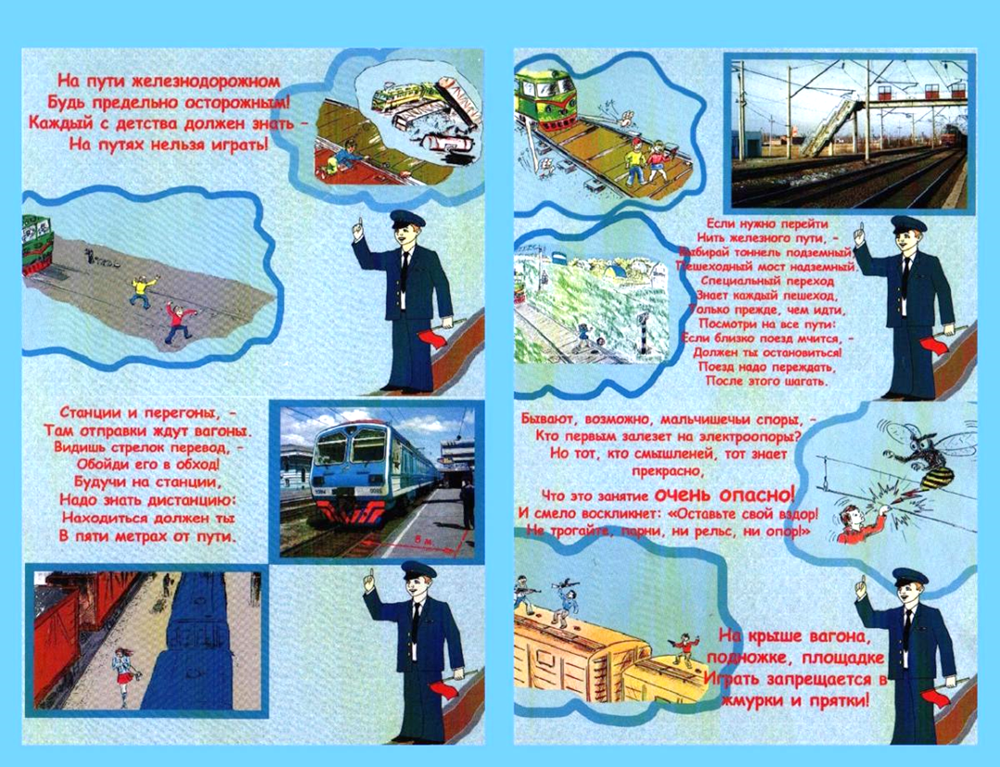 На пути железнодорожном
Будь предельно осторожным!
Каждый с детства должен знать –
На путях нельзя играть!
Станции и перегоны, –
Там отправки ждут вагоны.
Видишь стрелок перевод, –
Обойди его в обход!
Будучи на станции,
Надо знать дистанцию:
Находиться должен ты
В пяти метрах от пути.
5 м.
Если нужно перейти
Нить железного пути, –
Выбирай тоннель подземный,
Пешеходный мост надземный.
Специальный переход
Знает каждый пешеход,
Только прежде, чем идти,
Посмотри на все пути:
Если близко поезд мчится, –
Должен ты остановиться!
Поезд надо переждать,
После этого шагать.
Бывают, возможно, мальчишечьи споры, –
Кто первым залезет на электроопоры?
Но тот, кто смышленей, тот знает
прекрасно,
Что это занятие очень опасно!
И смело воскликнет: «Оставьте свой вздор!
Не трогайте, парни, ни рельс, ни опор!»
На крыше вагона,
подножке, площадке
Играть запрещается в
жмурки и прятки!